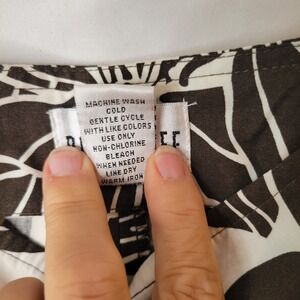 MACHINE WASH
COLD
GENTLE CYCLE
WITH LIKE COLORS
USE ONLY
NON-CHLORINE
BLEACH
WHEN NEEDED
LINE DRY
WARM IRON